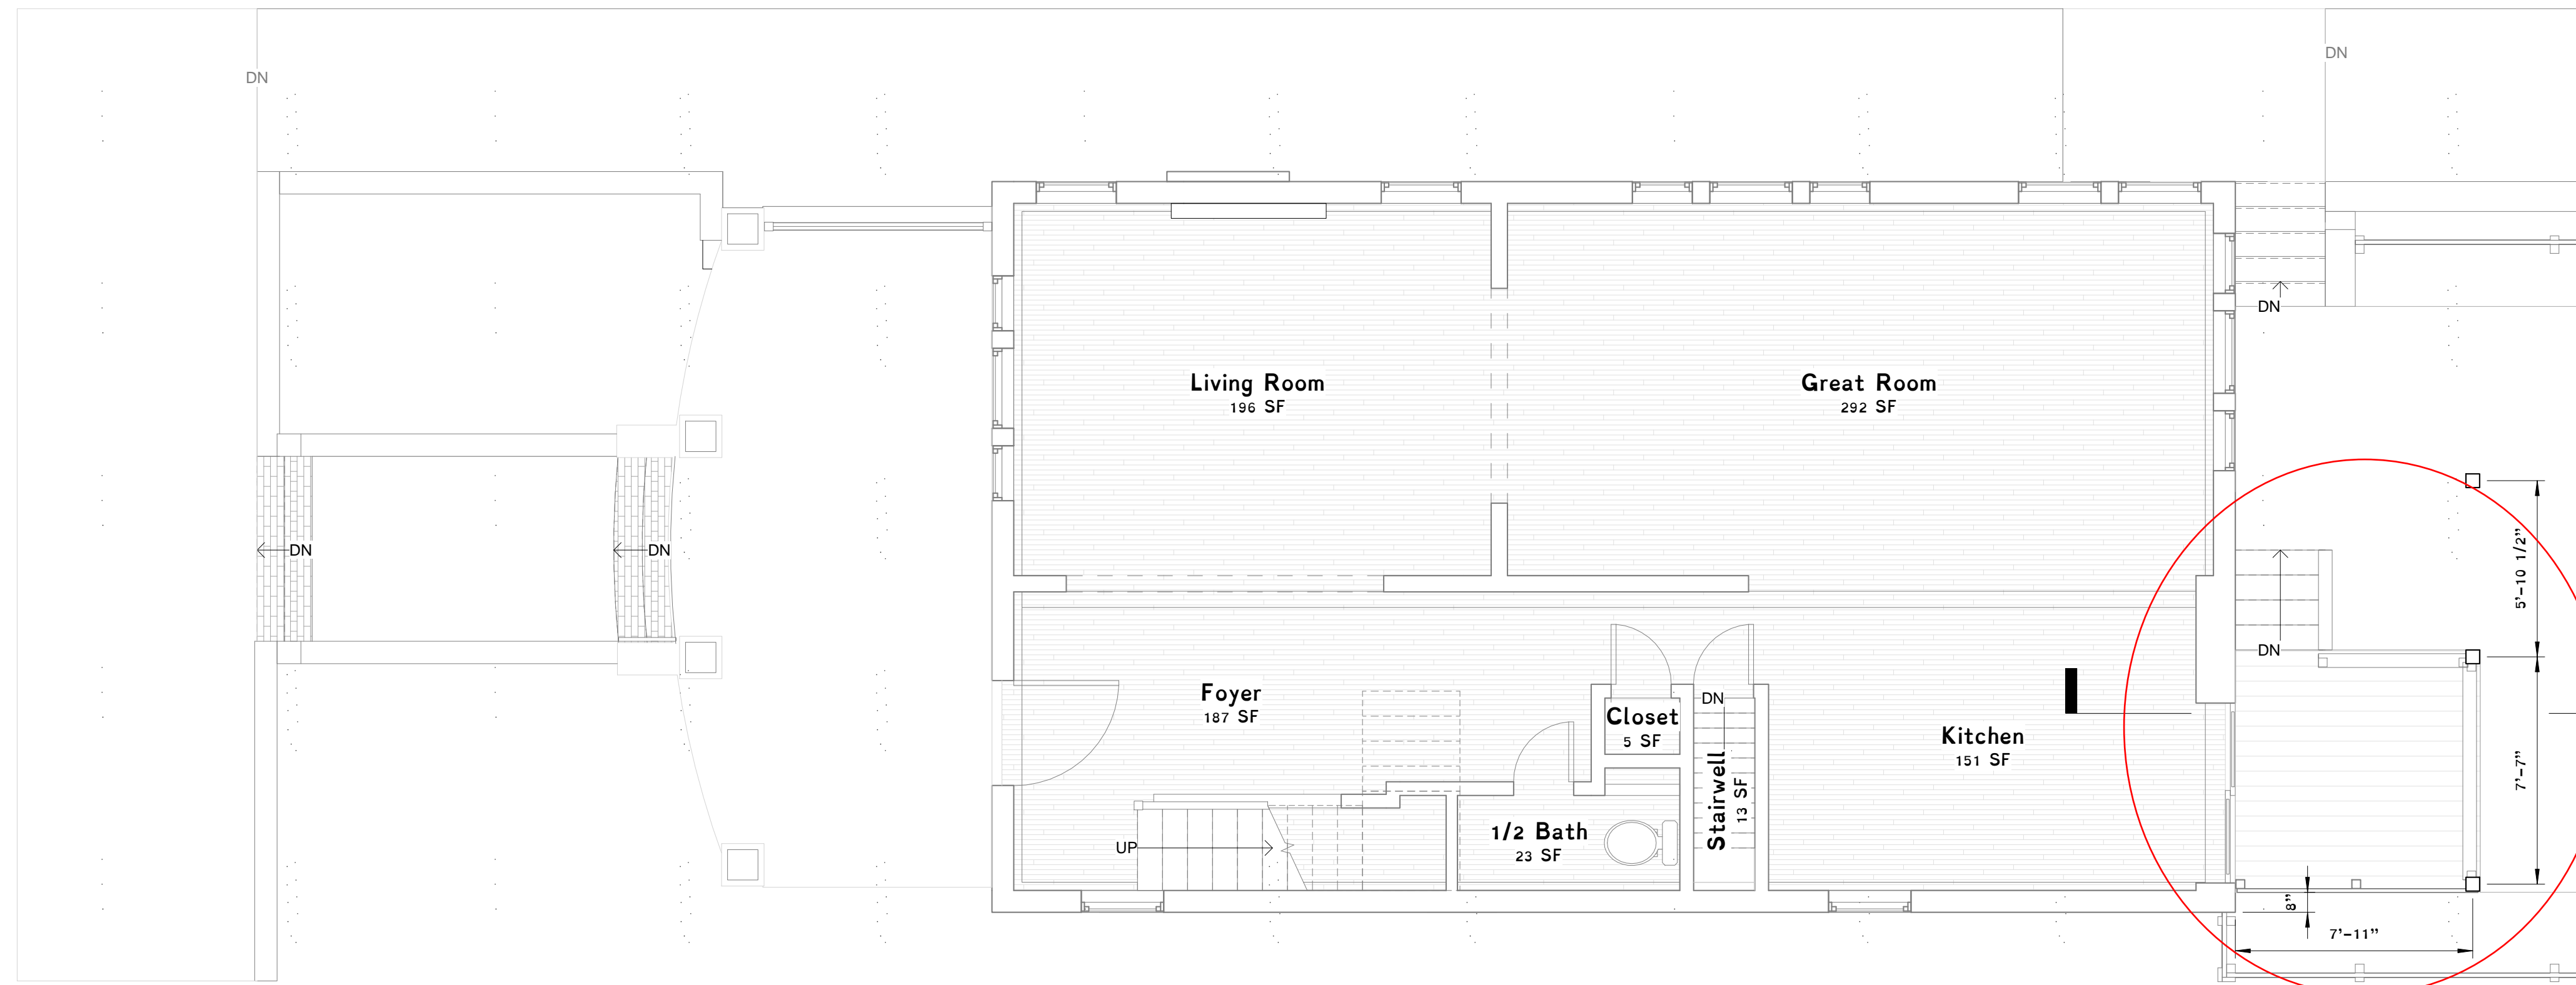 DN
DN
DN
Living Room
196 SF
Great Room
292 SF
5'-10 1/2"
DN
DN
DN
Foyer
187 SF
DN
Closet
5 SF
Kitchen
151 SF
7'-7"
Stairwell
13 SF
1/2 Bath
23 SF
UP
8"
7'-11"